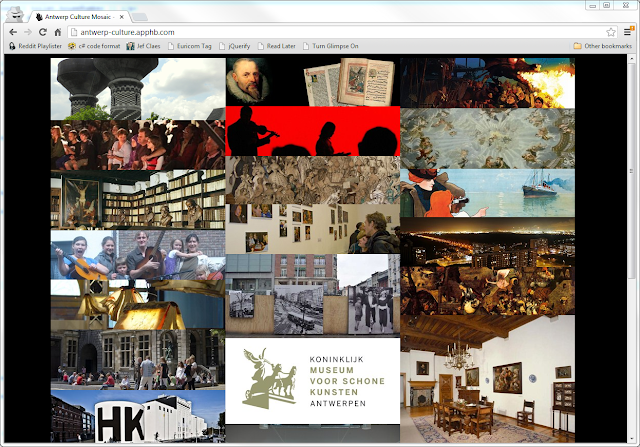 Antwerp Culture Mosaic -
antwerp-culture.apphb.com
Reddit Playlister
c# code format
Jef Claes
Euricom Tag
jQuerify
Read Later
Turn Glimpse On
Other bookmarks
KONINKLIJK
MUSEUM
VOOR SCHONE
KUNSTEN
ANTWERPEN
HK